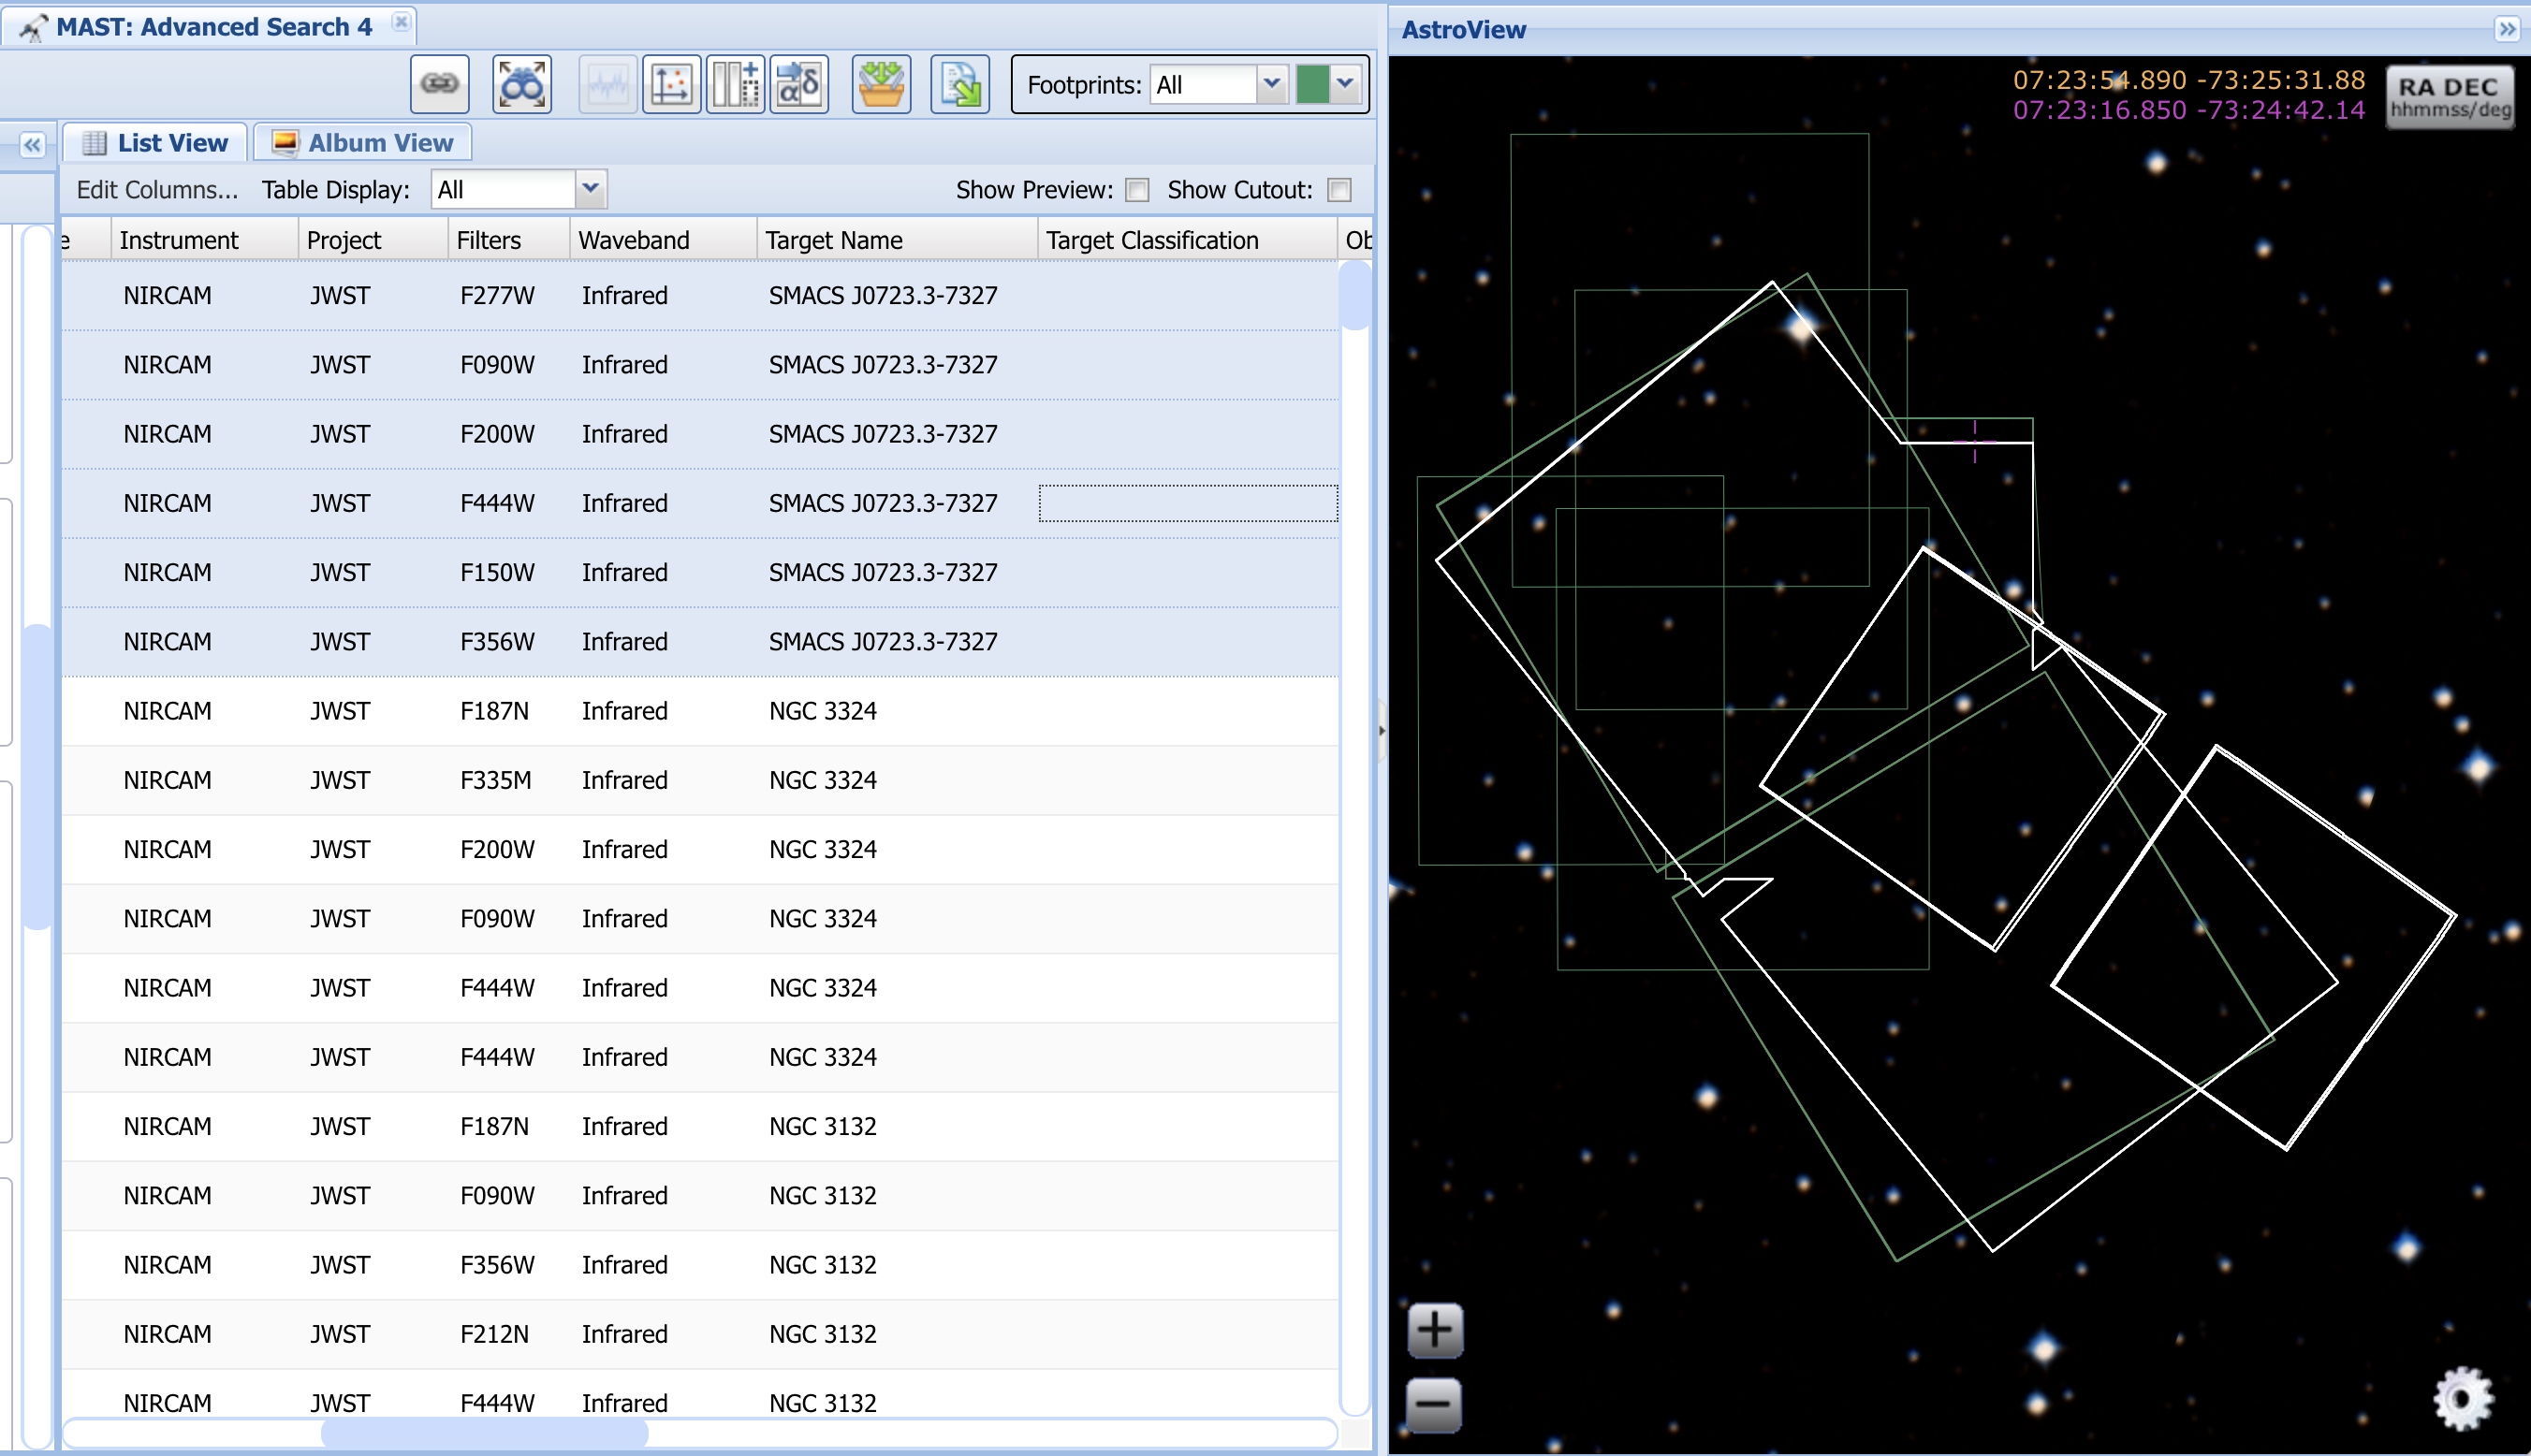 MAST: Advanced Search 4
AstroView
Footprints: All
07:23:54.890 -73:25:31.88
07:23:16.850 -73:24:42.14
RA DEC
hhmmss/deg
List View Album View
Edit Columns... Table Display: All Show Preview: Show Cutout:
e Instrument Project Filters Waveband Target Name Target Classification Ob
NIRCAM JWST F277W Infrared SMACS J0723.3-7327
NIRCAM JWST F090W Infrared SMACS J0723.3-7327
NIRCAM JWST F200W Infrared SMACS J0723.3-7327
NIRCAM JWST F444W Infrared SMACS J0723.3-7327
NIRCAM JWST F150W Infrared SMACS J0723.3-7327
NIRCAM JWST F356W Infrared SMACS J0723.3-7327
NIRCAM JWST F187N Infrared NGC 3324
NIRCAM JWST F335M Infrared NGC 3324
NIRCAM JWST F200W Infrared NGC 3324
NIRCAM JWST F090W Infrared NGC 3324
NIRCAM JWST F444W Infrared NGC 3324
NIRCAM JWST F444W Infrared NGC 3324
NIRCAM JWST F187N Infrared NGC 3132
NIRCAM JWST F090W Infrared NGC 3132
NIRCAM JWST F356W Infrared NGC 3132
NIRCAM JWST F212N Infrared NGC 3132
NIRCAM JWST F444W Infrared NGC 3132